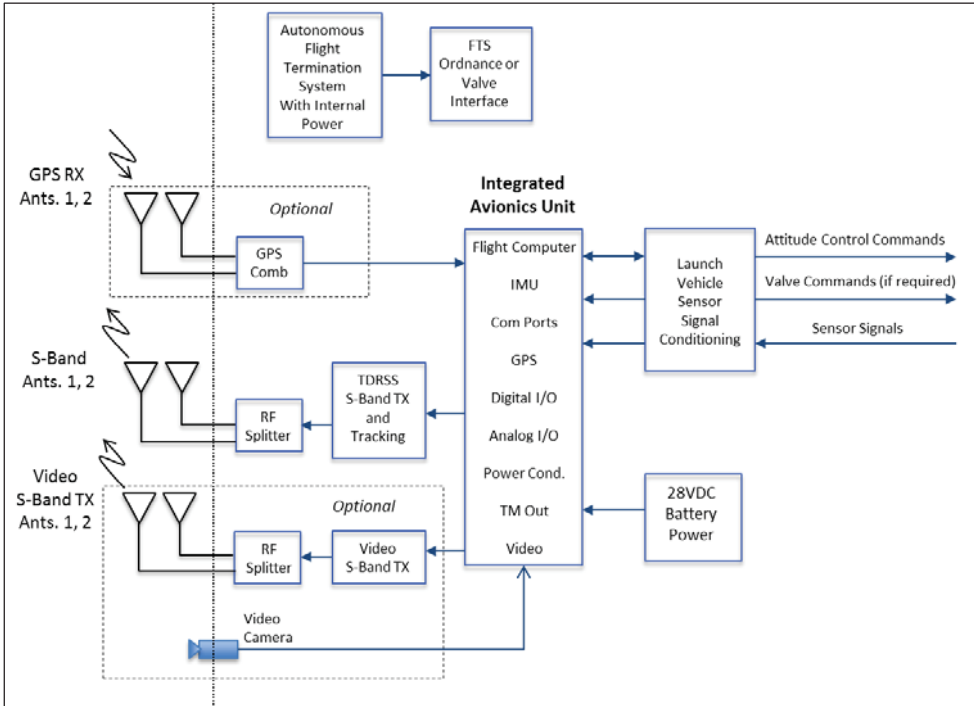 Autonomous
Flight
Termination
System
With Internal
Power
FTS
Ordnance or
Valve
Interface
GPS RX
Ants. 1, 2
Optional
GPS
Comb
Integrated
Avionics Unit
Flight Computer
IMU
Com Ports
GPS
Digital I/O
Analog I/O
Power Cond.
TM Out
Video
Launch
Vehicle
Sensor
Signal
Conditioning
Attitude Control Commands
Valve Commands (if required)
Sensor Signals
S-Band
Ants. 1, 2
RF
Splitter
TDRSS
S-Band TX
and
Tracking
Video
S-Band TX
Ants. 1, 2
Optional
RF
Splitter
Video
S-Band TX
28VDC
Battery
Power
Video
Camera